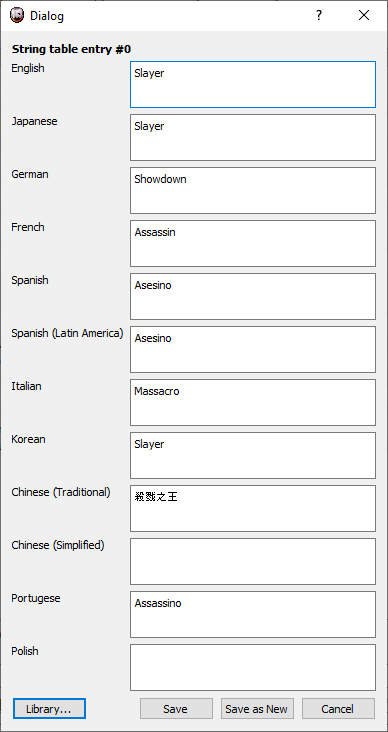 Dialog
?
String table entry #0
English
Slayer
Japanese
Slayer
German
Showdown
French
Assassin
Spanish
Asesino
Spanish (Latin America)
Asesino
Italian
Massacro
Korean
Slayer
Chinese (Traditional)
殺戮之王
Chinese (Simplified)
Portugese
Assassino
Polish
Library...
Save
Save as New
Cancel